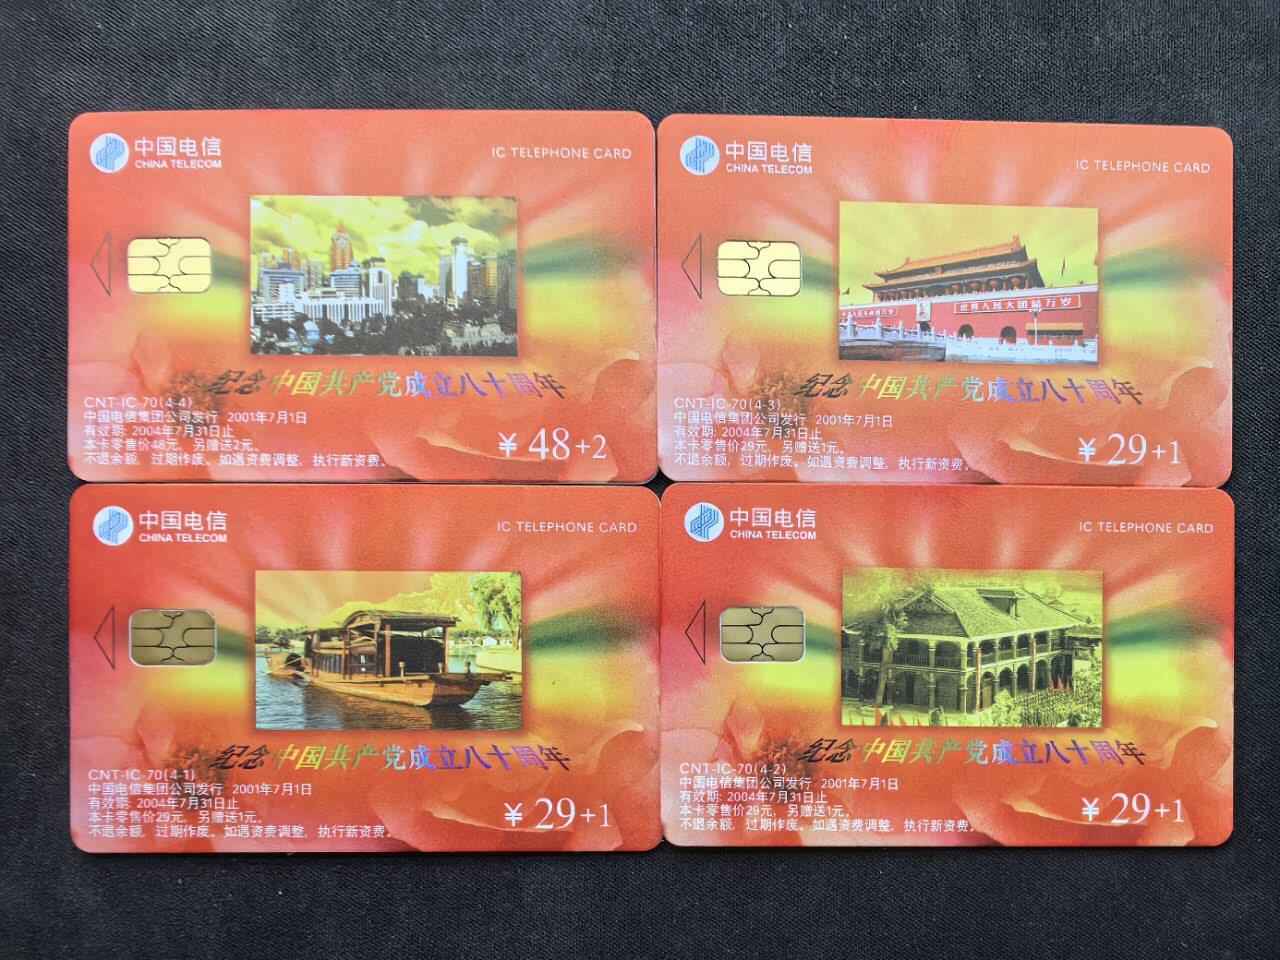 中国电信
CHINA TELECOM
IC TELEPHONE CARD
纪念 中国共产党成立八十周年
CNT-IC-70(4-4)
中国电信集团公司发行 2001年7月1日
有效期: 2004年7月31日止
本卡零售价48元，另赠送2元。
不退余额，过期作废。如遇资费调整，执行新资费。
¥ 48+2
中国电信
CHINA TELECOM
IC TELEPHONE CARD
世界人民大团结万岁
纪念 中国共产党成立八十周年
CNT-IC-70(4-3)
中国电信集团公司发行 2001年7月1日
有效期: 2004年7月31日止
本卡零售价29元，另赠送1元。
不退余额，过期作废。如遇资费调整，执行新资费。
¥ 29+1
中国电信
CHINA TELECOM
IC TELEPHONE CARD
纪念 中国共产党成立八十周年
CNT-IC-70(4-1)
中国电信集团公司发行 2001年7月1日
有效期: 2004年7月31日止
本卡零售价29元，另赠送1元。
不退余额，过期作废。如遇资费调整，执行新资费。
¥ 29+1
中国电信
CHINA TELECOM
IC TELEPHONE CARD
纪念 中国共产党成立八十周年
CNT-IC-70(4-2)
中国电信集团公司发行 2001年7月1日
有效期: 2004年7月31日止
本卡零售价29元，另赠送1元。
不退余额，过期作废。如遇资费调整，执行新资费。
¥ 29+1